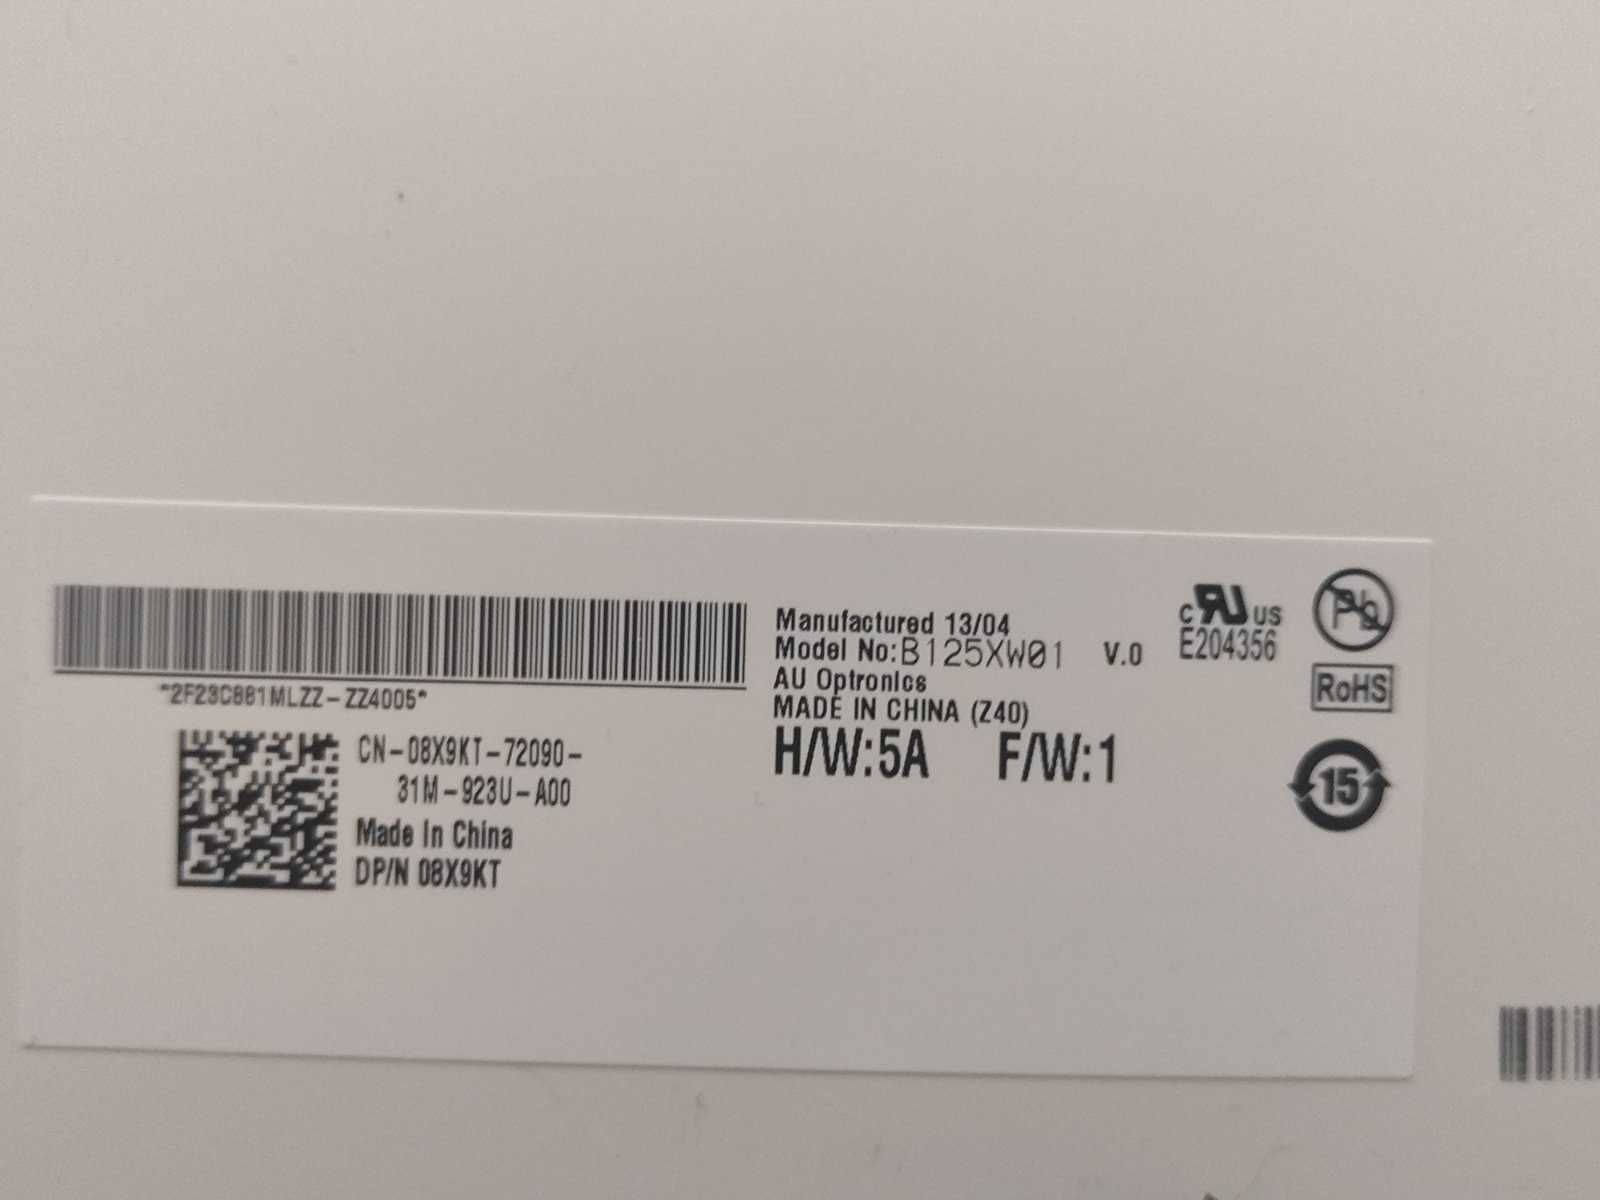 *2F23C881MLZZ-ZZ4005*
CN-08X9KT-72090-
31M-923U-A00
Made In China
DP/N 08X9KT
Manufactured 13/04
Model No:B125XW01 V.0
AU Optronics
MADE IN CHINA (Z40)
H/W:5A F/W:1
c RU US
E204356
Pb
RoHS
15